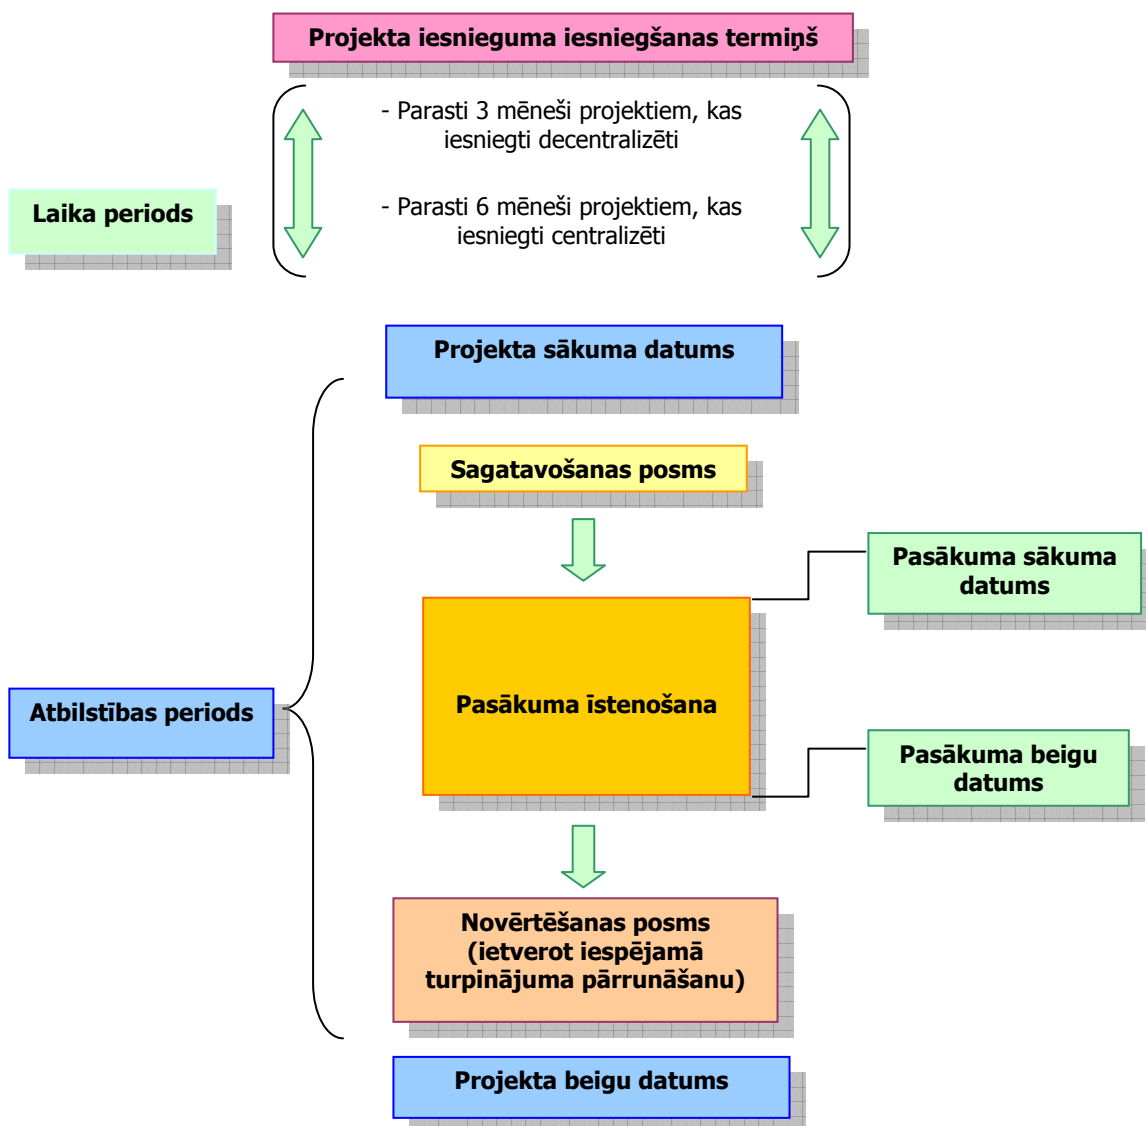 Projekta iesnieguma iesniegšanas termiņš
- Parasti 3 mēneši projektiem, kas
iesniegti decentralizēti
Laika periods
- Parasti 6 mēneši projektiem, kas
iesniegti centralizēti
Projekta sākuma datums
Sagatavošanas posms
Pasākuma sākuma
datums
Atbilstības periods
Pasākuma īstenošana
Pasākuma beigu
datums
Novērtēšanas posms
(ietverot iespējamā
turpinājuma pārrunāšanu)
Projekta beigu datums